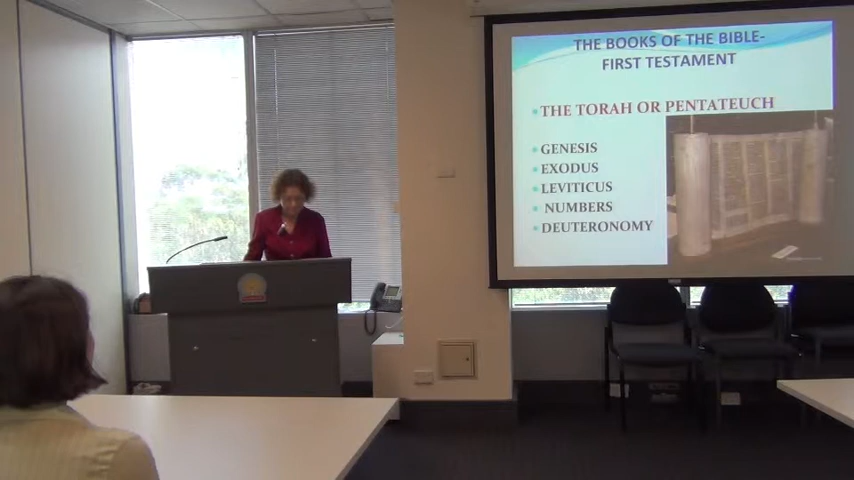 THE BOOKS OF THE BIBLE-
FIRST TESTAMENT
THE TORAH OR PENTATEUCH
GENESIS
EXODUS
LEVITICUS
NUMBERS
DEUTERONOMY